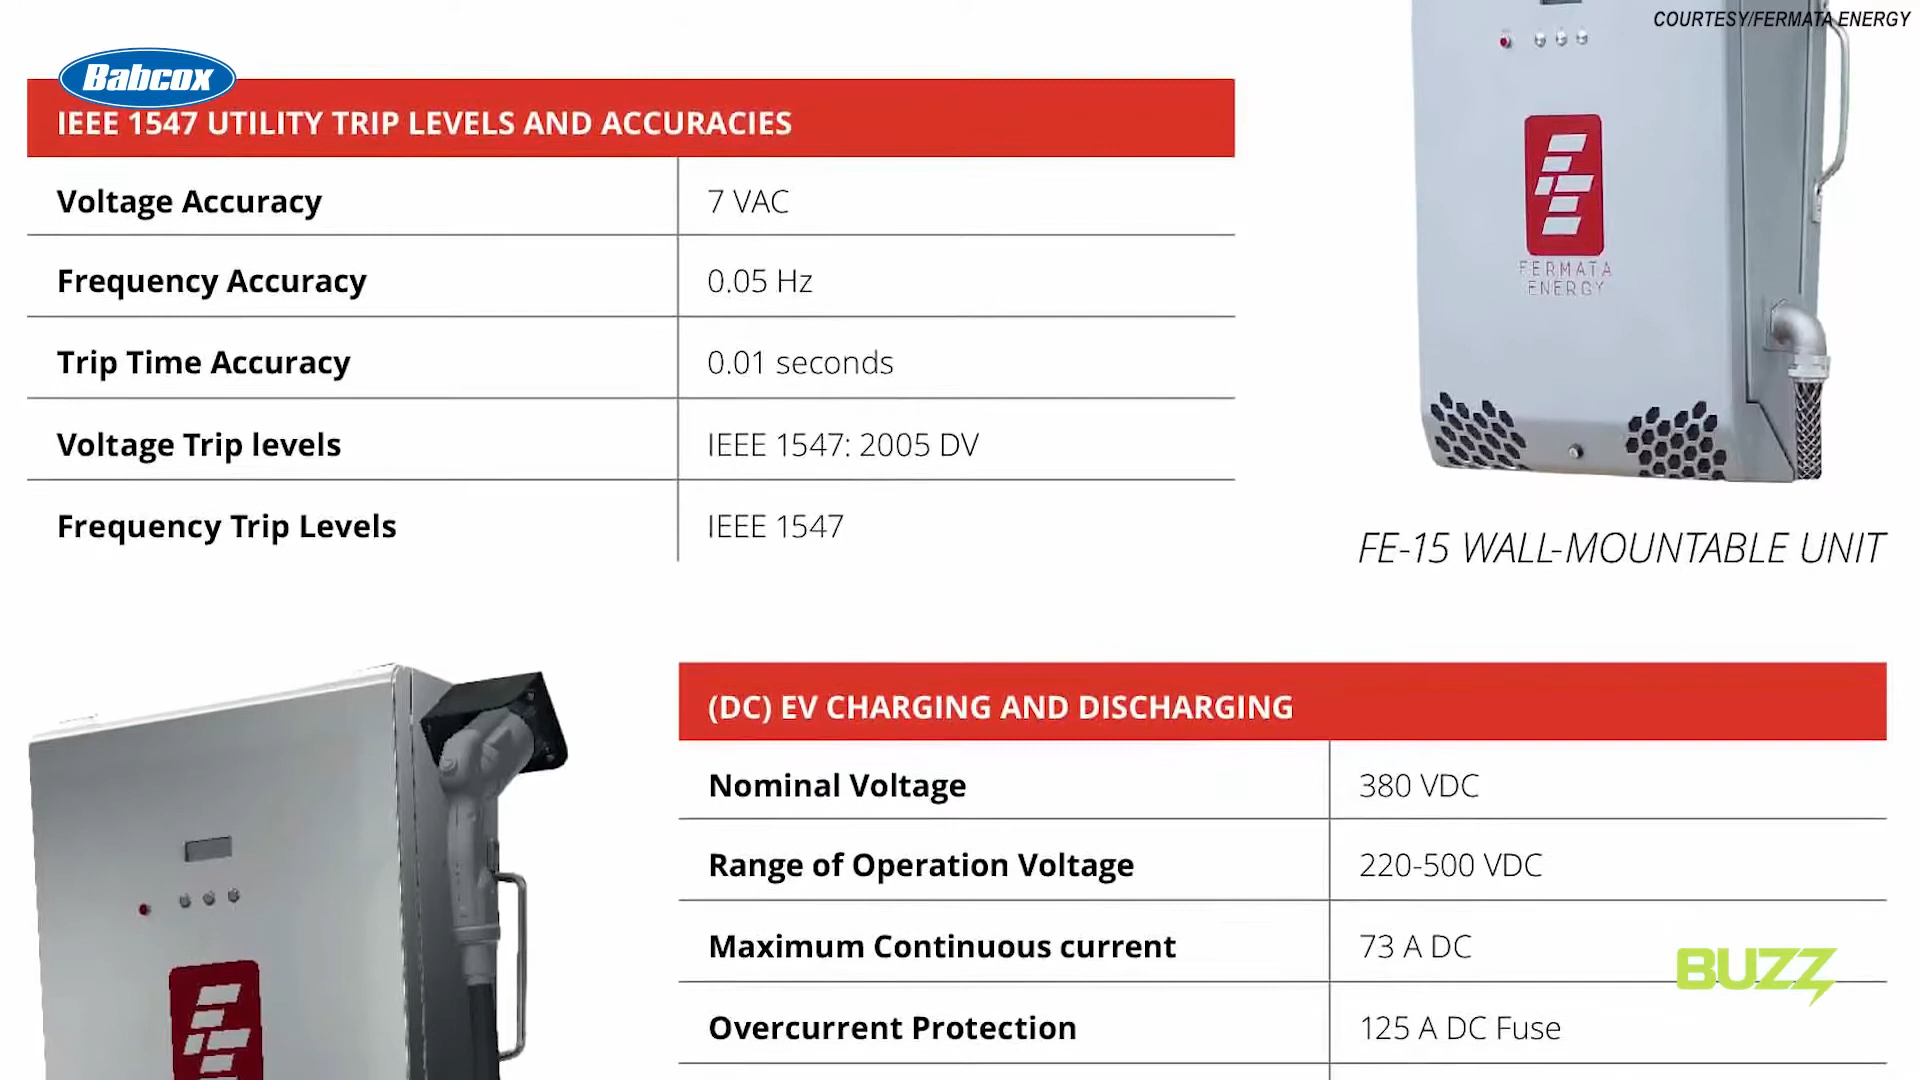 COURTESY/FERMATA ENERGY
Babcox
IEEE 1547 UTILITY TRIP LEVELS AND ACCURACIES
Voltage Accuracy 7 VAC
Frequency Accuracy 0.05 Hz
Trip Time Accuracy 0.01 seconds
Voltage Trip levels IEEE 1547: 2005 DV
Frequency Trip Levels IEEE 1547
FERMATA
ENERGY
FE-15 WALL-MOUNTABLE UNIT
(DC) EV CHARGING AND DISCHARGING
Nominal Voltage 380 VDC
Range of Operation Voltage 220-500 VDC
Maximum Continuous current 73 A DC
Overcurrent Protection 125 A DC Fuse
BUZZ